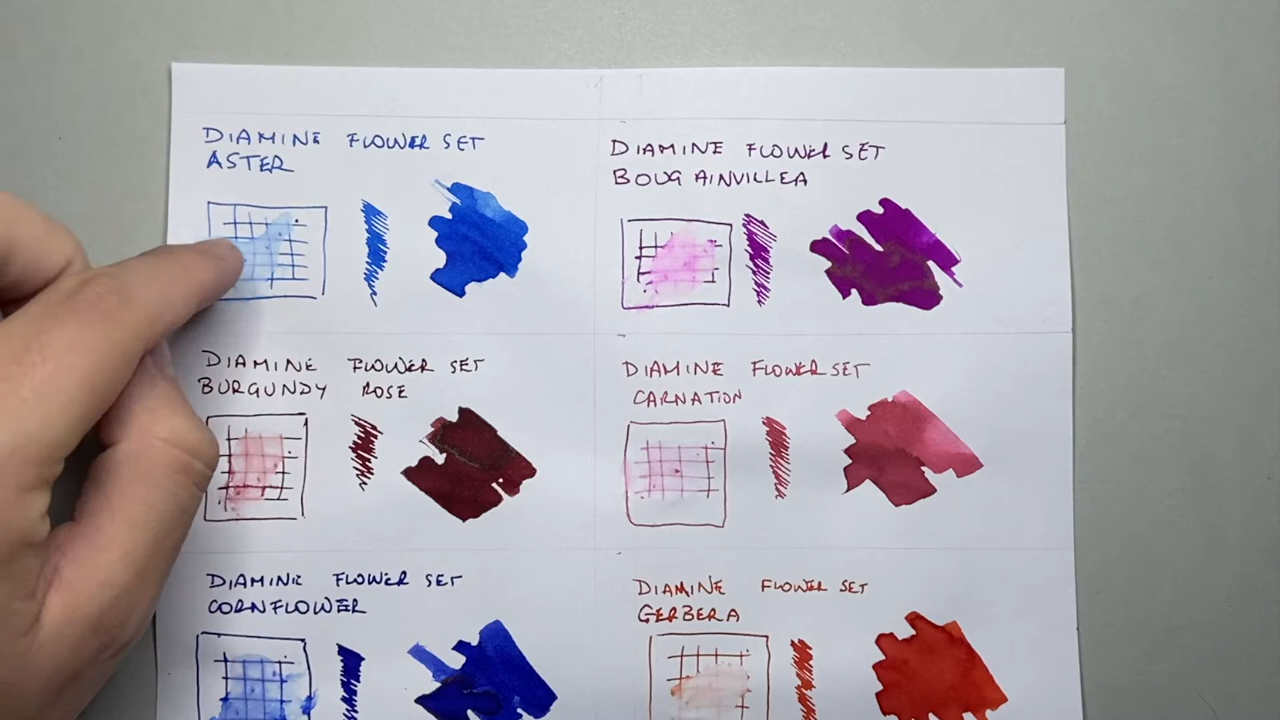 DIAMINE FLOWER SET
ASTER
DIAMINE FLOWER SET
BOUGAINVILLEA
DIAMINE FLOWER SET
BURGUNDY ROSE
DIAMINE FLOWER SET
CARNATION
DIAMINE FLOWER SET
CORNFLOWER
DIAMINE FLOWER SET
GERBERA